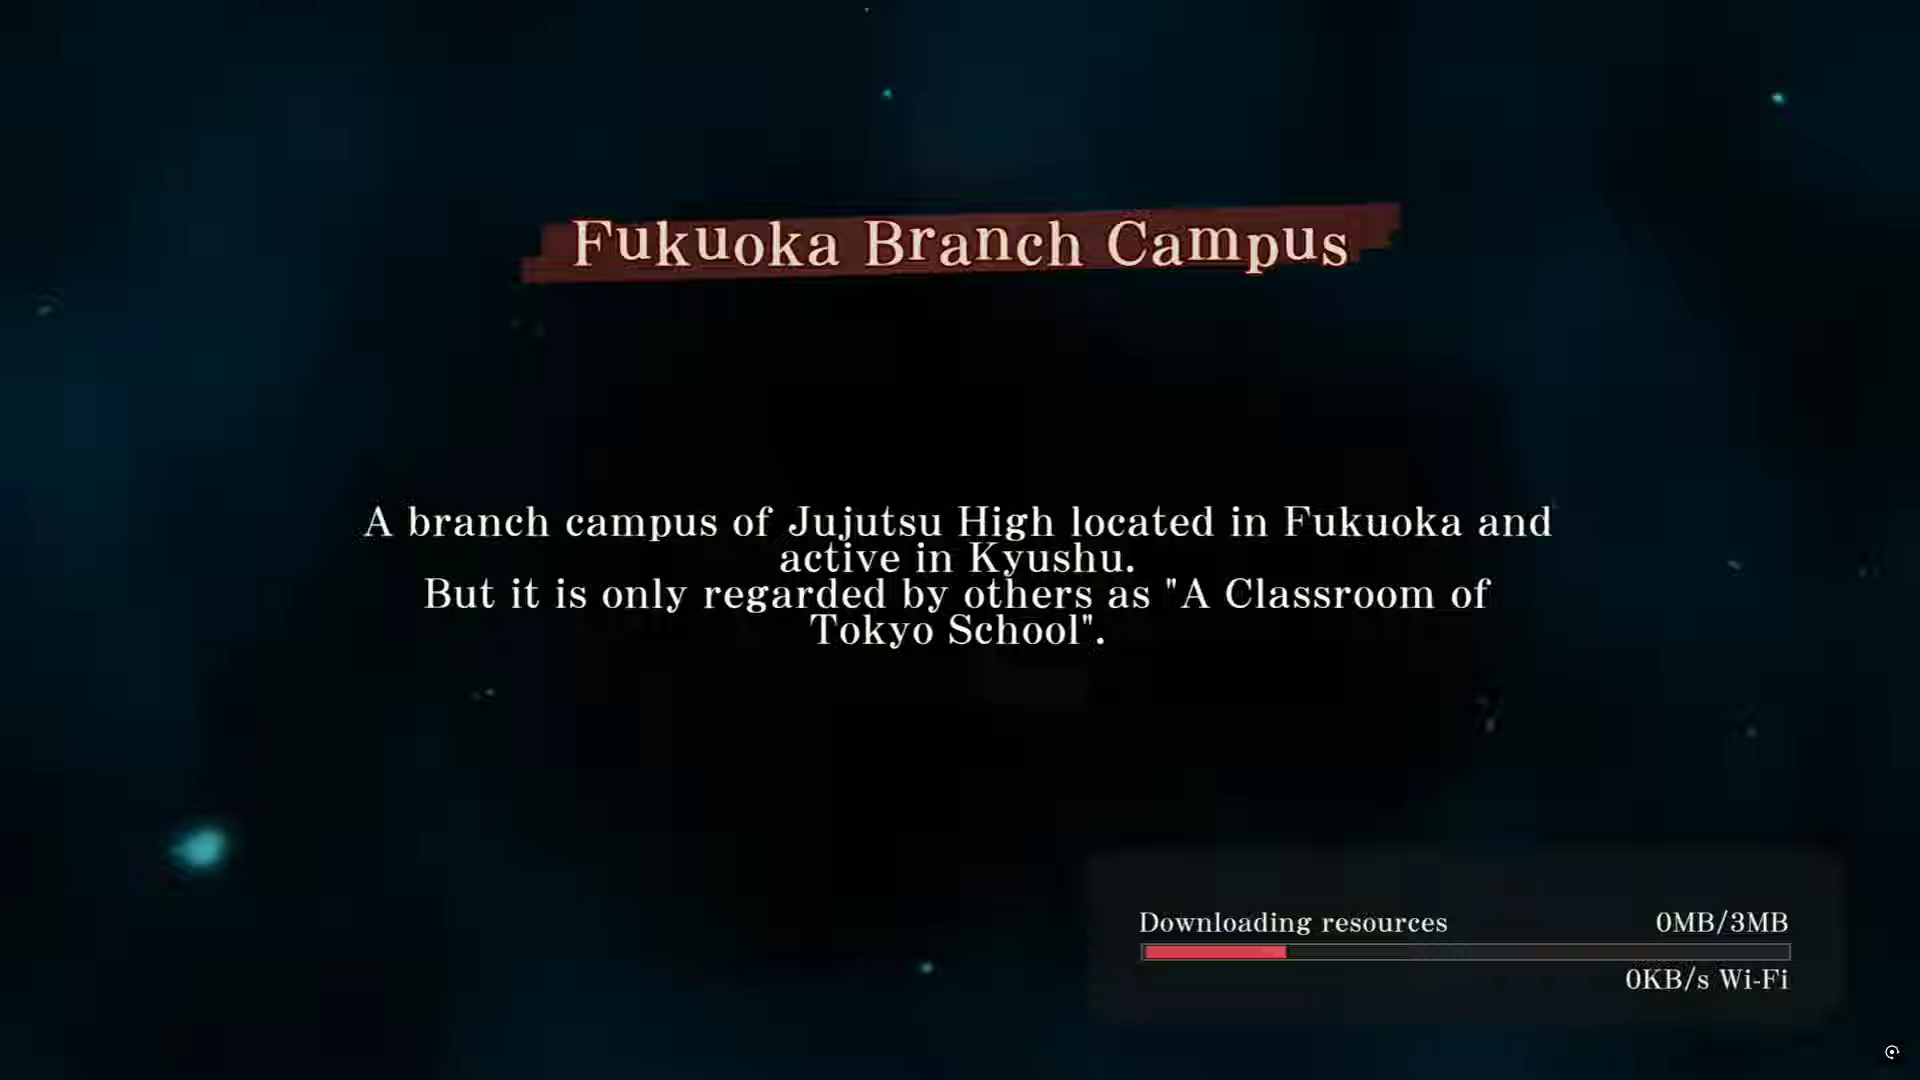 Fukuoka Branch Campus
A branch campus of Jujutsu High located in Fukuoka and
active in Kyushu.
But it is only regarded by others as "A Classroom of
Tokyo School".
Downloading resources 0MB/3MB
0KB/s Wi-Fi